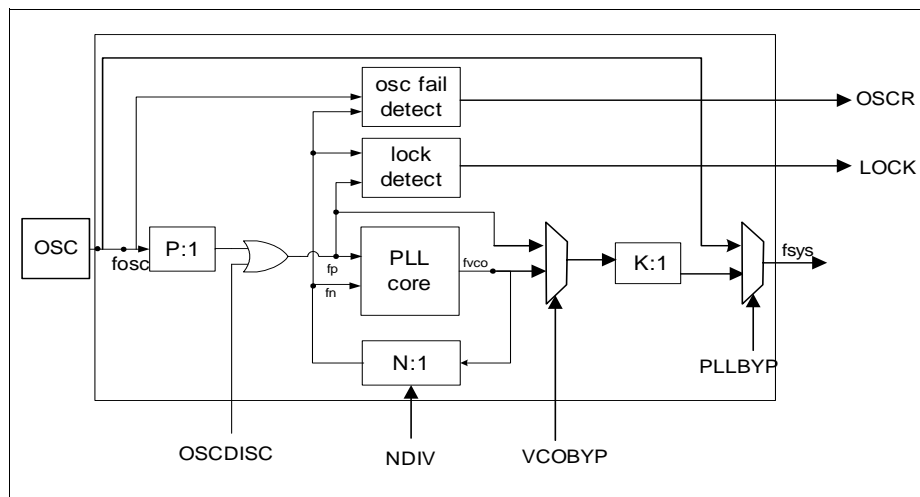 osc fail
detect
OSCR
lock
detect
LOCK
OSC
fosc
P:1
fp
fn
PLL
core
fvco
K:1
fsys
N:1
PLLBYP
OSCDISC
NDIV
VCOBYP